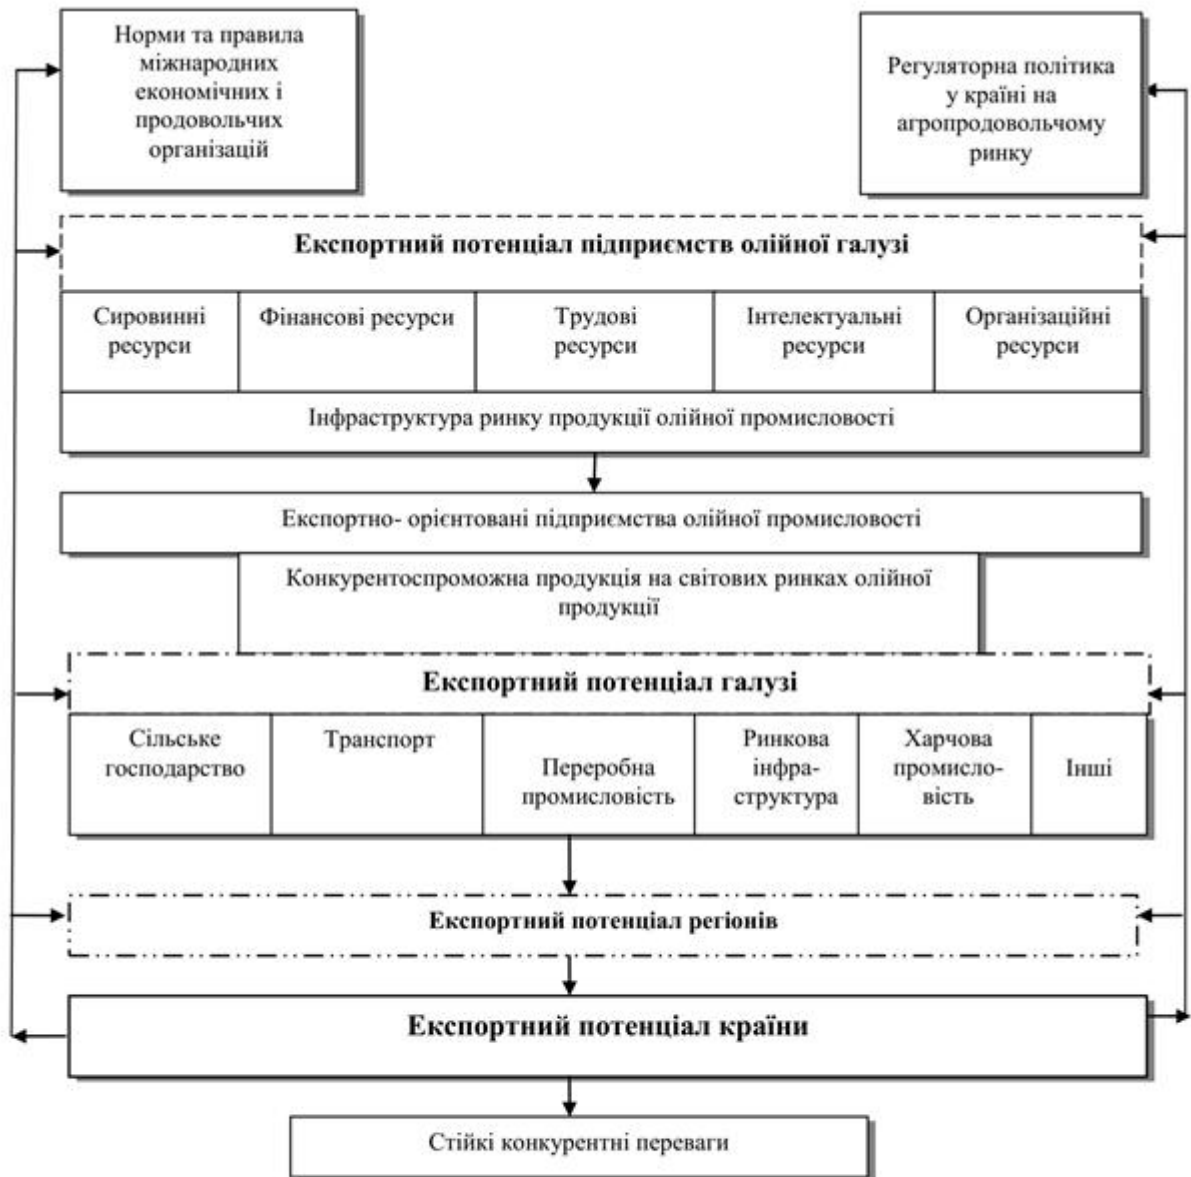 Норми та правила
міжнародних
економічних і
продовольчих
організацій
Регуляторна політика
у країні на
агропродовольчому
ринку
Експортний потенціал підприємств олійної галузі
Сировинні
ресурси
Фінансові ресурси
Трудові
ресурси
Інтелектуальні
ресурси
Організаційні
ресурси
Інфраструктура ринку продукції олійної промисловості
Експортно- орієнтовані підприємства олійної промисловості
Конкурентоспроможна продукція на світових ринках олійної
продукції
Експортний потенціал галузі
Сільське
господарство
Транспорт
Переробна
промисловість
Ринкова
інфра-
структура
Харчова
промисло-
вість
Інші
Експортний потенціал регіонів
Експортний потенціал країни
Стійкі конкурентні переваги